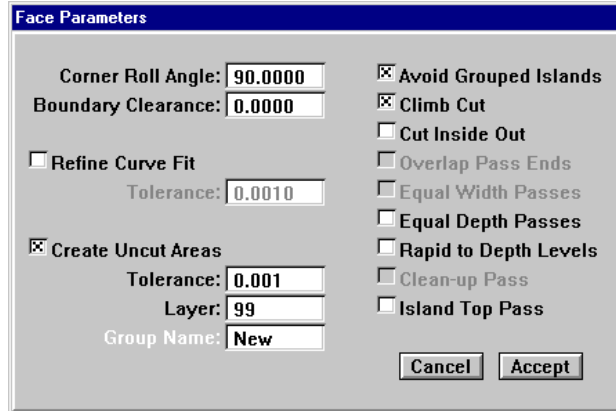 Face Parameters
Corner Roll Angle: 90.0000
Boundary Clearance: 0.0000
Refine Curve Fit
Tolerance: 0.0010
Create Uncut Areas
Tolerance: 0.001
Layer: 99
Group Name: New
Avoid Grouped Islands
Climb Cut
Cut Inside Out
Overlap Pass Ends
Equal Width Passes
Equal Depth Passes
Rapid to Depth Levels
Clean-up Pass
Island Top Pass
Cancel Accept